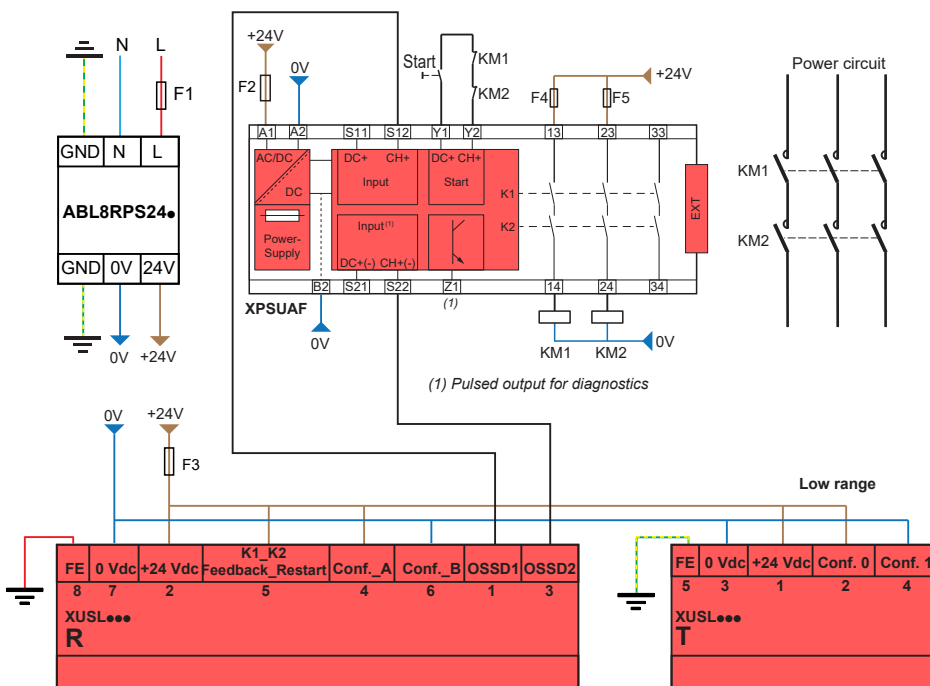 N L
F1
GND N L
ABL8RPS24●
GND 0V 24V
0V +24V
+24V
0V
F2
Start
KM1
KM2
F4 F5
+24V
A1 A2 S11 S12 Y1 Y2 13 23 33
AC/DC
DC
DC+ CH+
Input
DC+ CH+
Start
K1
K2
EXT
Power-
Supply
Input(1)
DC+(-) CH+(-)
B2 S21 S22 Z1 14 24 34
XPSUAF
(1)
0V
KM1 KM2
0V
(1) Pulsed output for diagnostics
Power circuit
KM1
KM2
0V +24V
F3
Low range
FE 0 Vdc +24 Vdc K1_K2
Feedback_Restart Conf._A Conf._B OSSD1 OSSD2
8 7 2 5 4 6 1 3
XUSL●●●
R
FE 0 Vdc +24 Vdc Conf. 0 Conf. 1
5 3 1 2 4
XUSL●●●
T